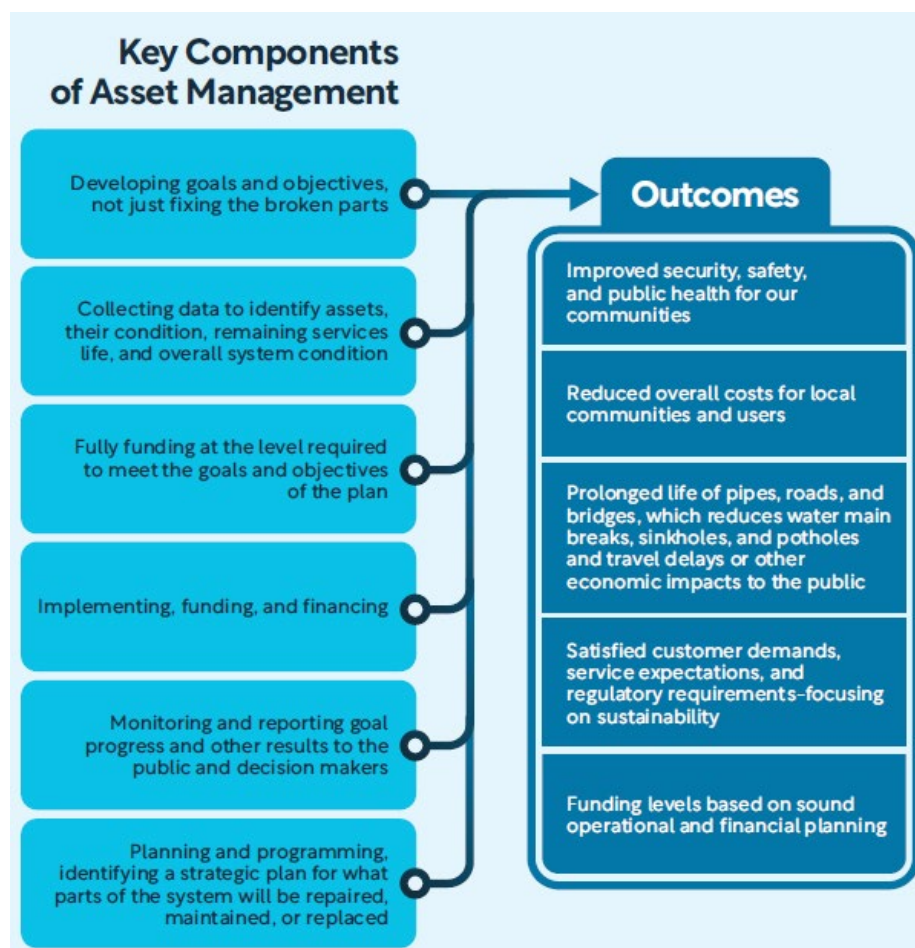 Key Components
of Asset Management
Developing goals and objectives,
not just fixing the broken parts
Collecting data to identify assets,
their condition, remaining services
life, and overall system condition
Fully funding at the level required
to meet the goals and objectives
of the plan
Implementing, funding, and financing
Monitoring and reporting goal
progress and other results to the
public and decision makers
Planning and programming,
identifying a strategic plan for what
parts of the system will be repaired,
maintained, or replaced
Outcomes
Improved security, safety,
and public health for our
communities
Reduced overall costs for local
communities and users
Prolonged life of pipes, roads, and
bridges, which reduces water main
breaks, sinkholes, and potholes
and travel delays or other
economic impacts to the public
Satisfied customer demands,
service expectations, and
regulatory requirements–focusing
on sustainability
Funding levels based on sound
operational and financial planning